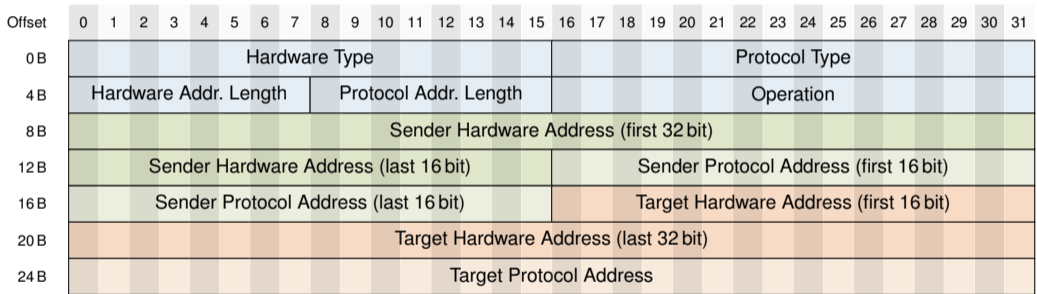 Offset 0 1 2 3 4 5 6 7 8 9 10 11 12 13 14 15 16 17 18 19 20 21 22 23 24 25 26 27 28 29 30 31
0 B Hardware Type Protocol Type
4 B Hardware Addr. Length Protocol Addr. Length Operation
8 B Sender Hardware Address (first 32 bit)
12 B Sender Hardware Address (last 16 bit) Sender Protocol Address (first 16 bit)
16 B Sender Protocol Address (last 16 bit) Target Hardware Address (first 16 bit)
20 B Target Hardware Address (last 32 bit)
24 B Target Protocol Address